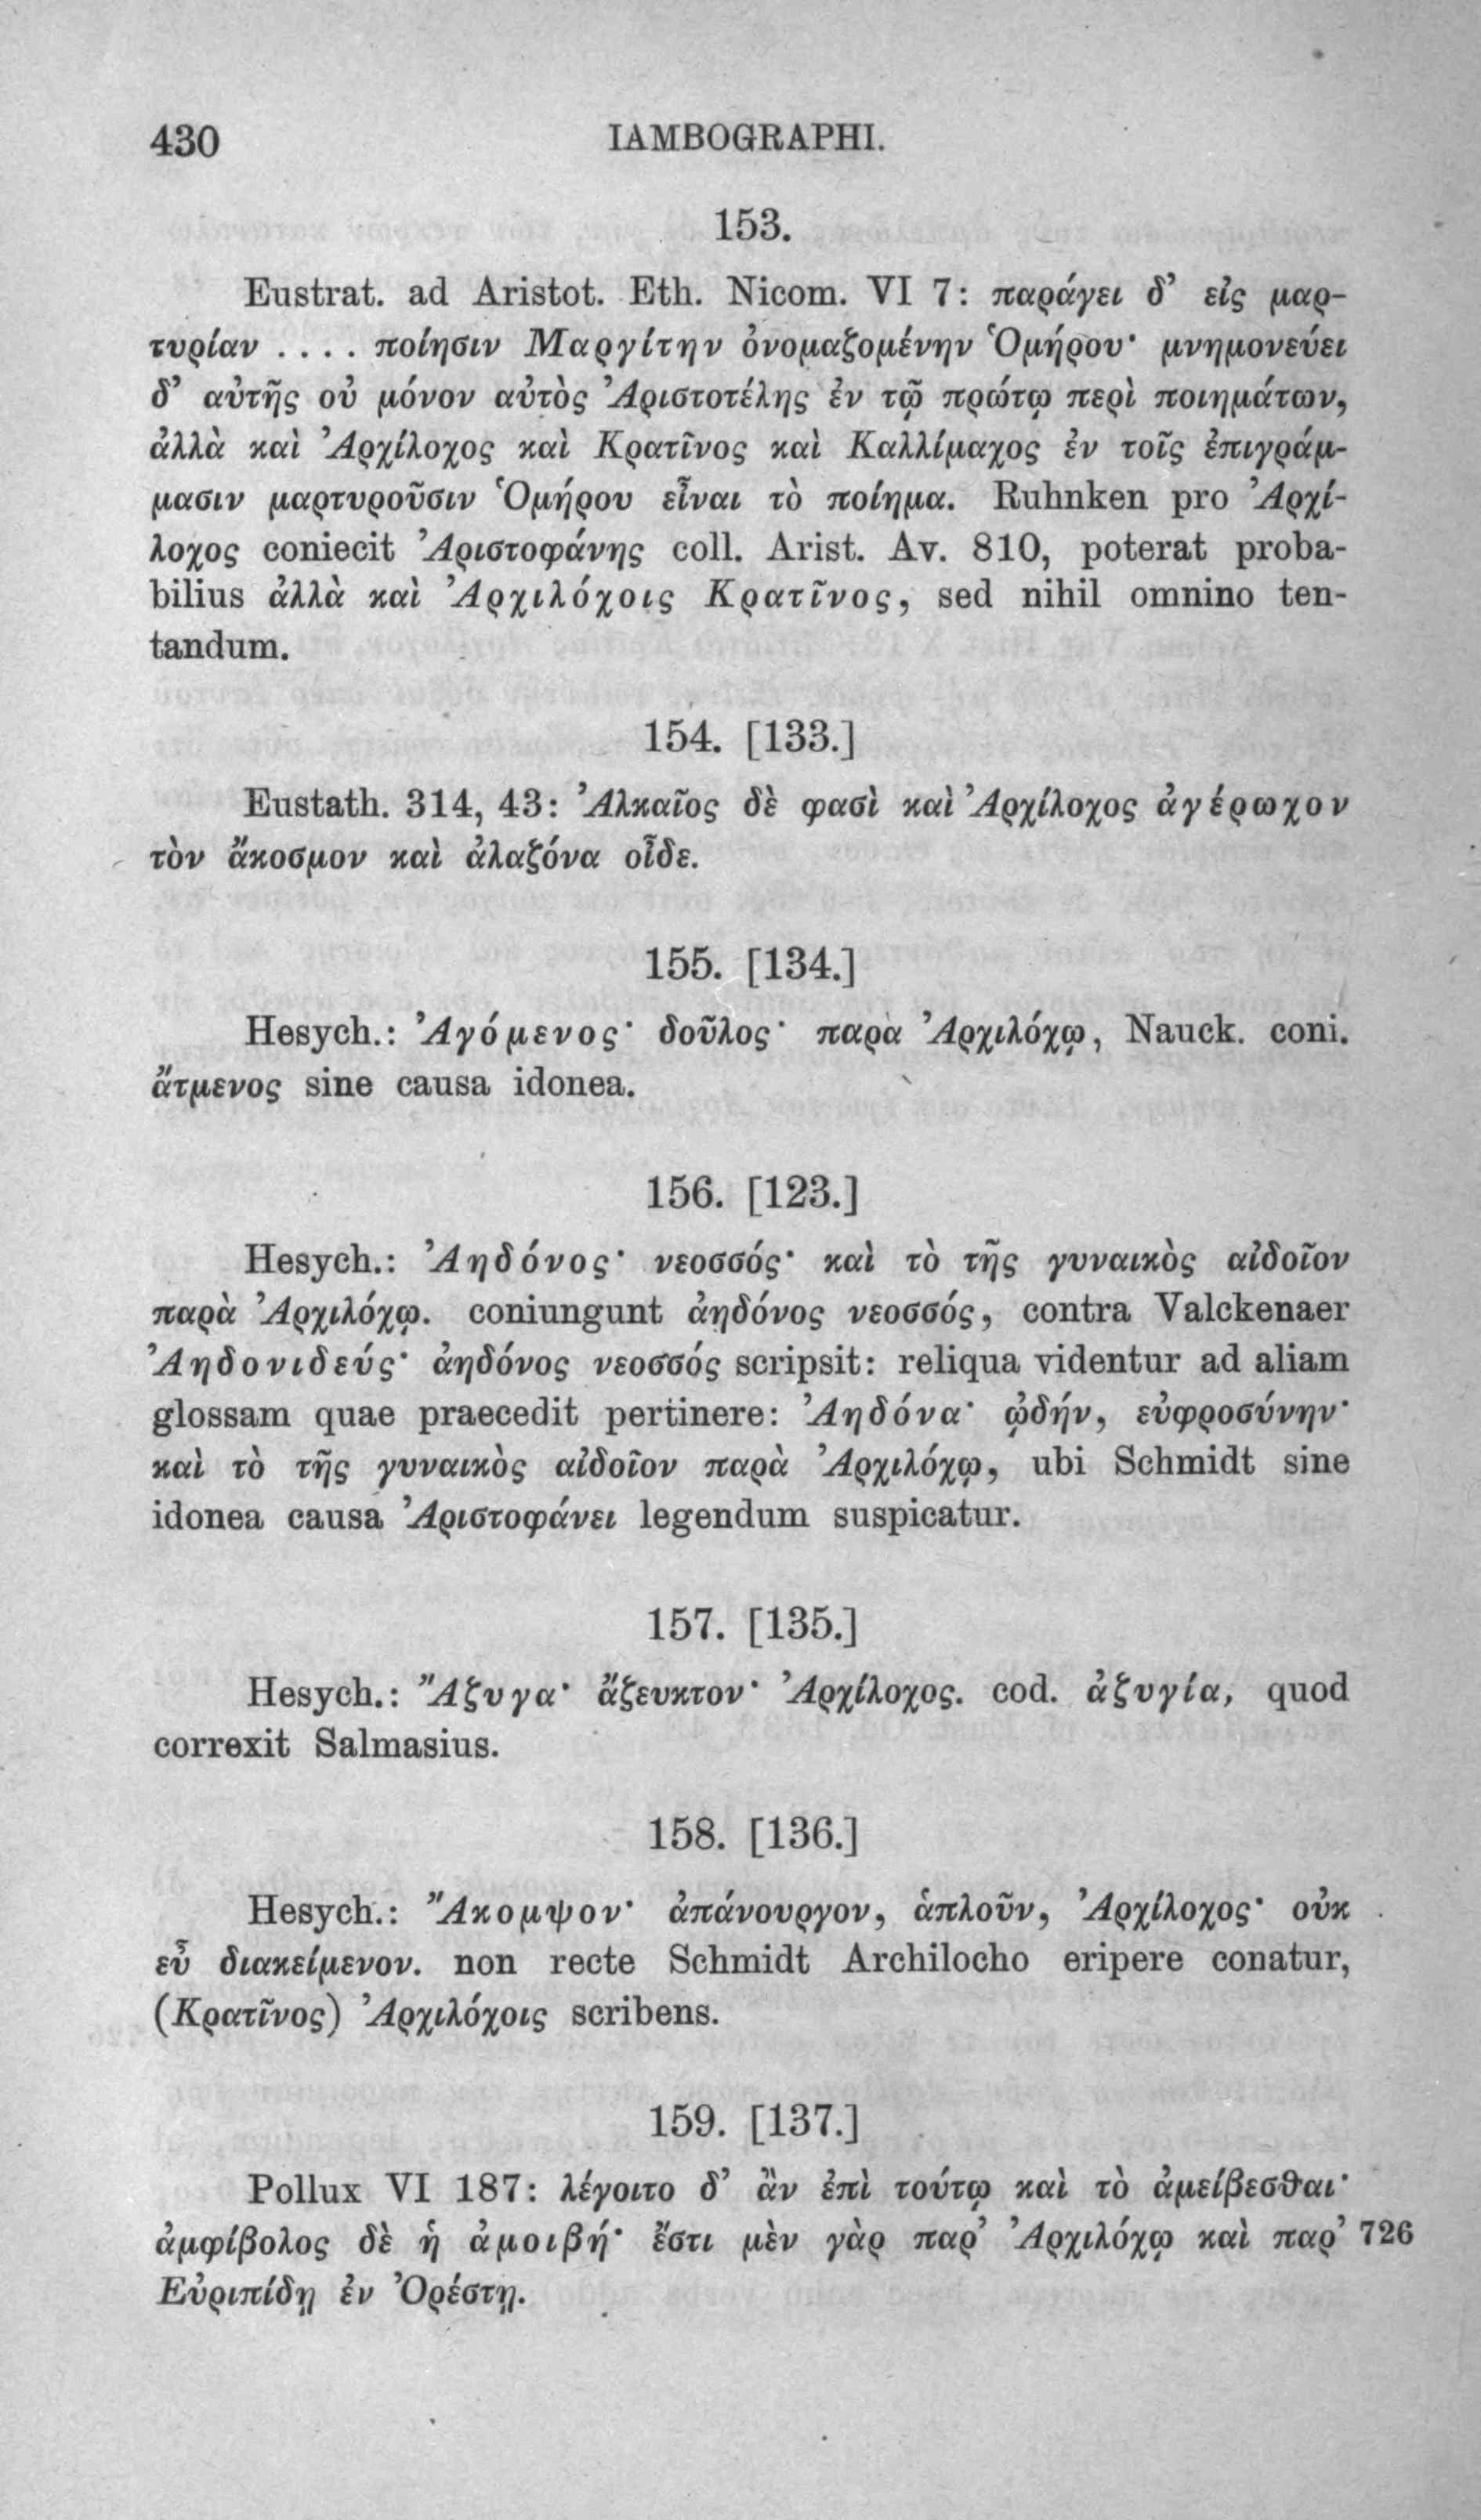 430 IAMBOGRAPHI.
153.
Eustrat. ad Aristot. Eth. Nicom. VI 7: παράγει δ’ εἰς μαρ-
τυρίαν .... ποίησιν Μαργίτην ὀνομαζομένην Ὁμήρου· μνημονεύει
δ’ αὐτῆς οὐ μόνον αὐτὸς Ἀριστοτέλης ἐν τῷ πρώτῳ περὶ ποιημάτων,
ἀλλὰ καὶ Ἀρχίλοχος καὶ Κρατῖνος καὶ Καλλίμαχος ἐν τοῖς ἐπιγράμ-
μασιν μαρτυροῦσιν Ὁμήρου εἶναι τὸ ποίημα. Ruhnken pro Ἀρχί-
λοχος coniecit Ἀριστοφάνης coll. Arist. Av. 810, poterat proba-
bilius ἀλλὰ καὶ Ἀρχιλόχοις Κρατῖνος, sed nihil omnino ten-
tandum.
154. [133.]
Eustath. 314, 43: Ἀλκαῖος δὲ φασὶ καὶ Ἀρχίλοχος ἀγέρωχον
τὸν ἄκοσμον καὶ ἀλαζόνα οἶδε.
155. [134.]
Hesych.: Ἀγόμενος· δοῦλος· παρὰ Ἀρχιλόχῳ, Nauck. coni.
ἄτμενος sine causa idonea.
156. [123.]
Hesych.: Ἀηδόνος· νεοσσός· καὶ τὸ τῆς γυναικὸς αἰδοῖον
παρὰ Ἀρχιλόχῳ. coniungunt ἀηδόνος νεοσσός, contra Valckenaer
Ἀηδονιδεύς· ἀηδόνος νεοσσός scripsit: reliqua videntur ad aliam
glossam quae praecedit pertinere: Ἀηδόνα· ᾠδήν, εὐφροσύνην·
καὶ τὸ τῆς γυναικὸς αἰδοῖον παρὰ Ἀρχιλόχῳ, ubi Schmidt sine
idonea causa Ἀριστοφάνει legendum suspicatur.
157. [135.]
Hesych.: Ἄζυγα· ἄζευκτον· Ἀρχίλοχος. cod. ἀζυγία, quod
correxit Salmasius.
158. [136.]
Hesych.: Ἄκομψον· ἀπάνουργον, ἁπλοῦν, Ἀρχίλοχος· οὐκ
εὖ διακείμενον. non recte Schmidt Archilocho eripere conatur,
(Κρατῖνος) Ἀρχιλόχοις scribens.
159. [137.]
Pollux VI 187: λέγοιτο δ’ ἂν ἐπὶ τούτῳ καὶ τὸ ἀμείβεσθαι·
ἀμφίβολος δὲ ἡ ἀμοιβή· ἔστι μὲν γὰρ παρ’ Ἀρχιλόχῳ καὶ παρ’ 726
Εὐριπίδῃ ἐν Ὀρέστῃ.